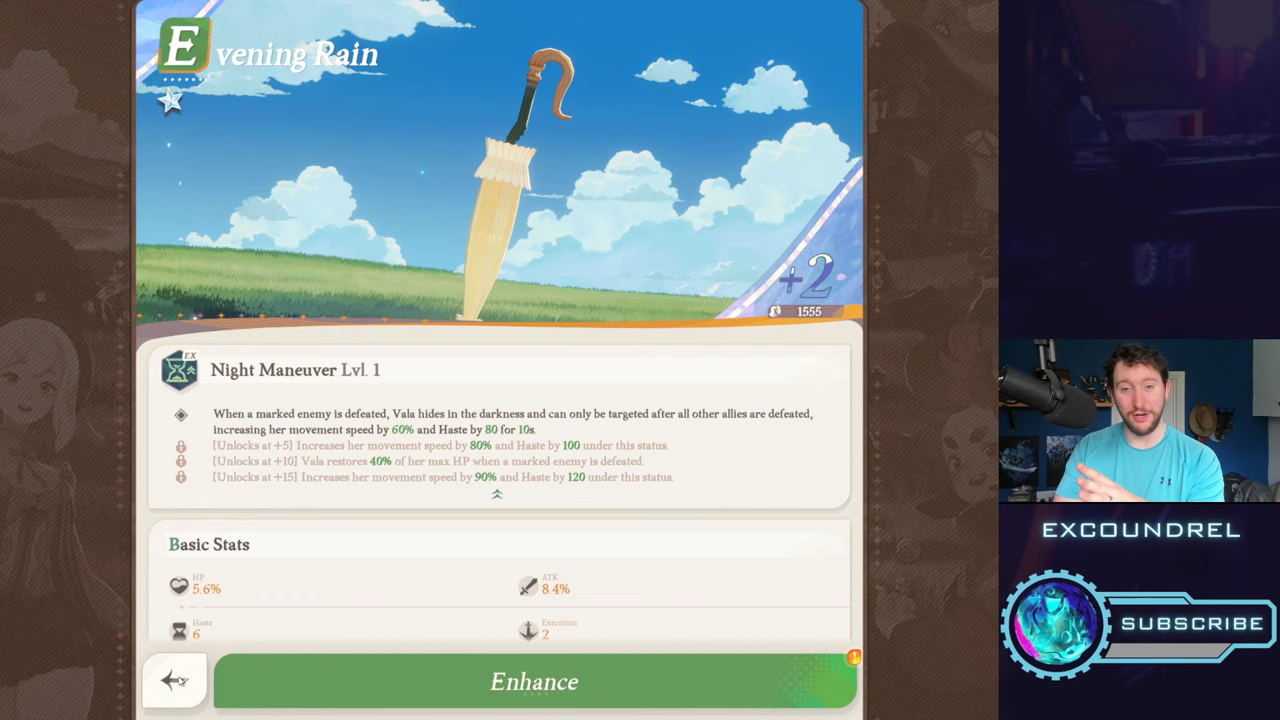 Evening Rain
+2
1555
EX
Night Maneuver Lvl. 1
When a marked enemy is defeated, Vala hides in the darkness and can only be targeted after all other allies are defeated,
increasing her movement speed by 60% and Haste by 80 for 10s.
[Unlocks at +5] Increases her movement speed by 80% and Haste by 100 under this status.
[Unlocks at +10] Vala restores 40% of her max HP when a marked enemy is defeated.
[Unlocks at +15] Increases her movement speed by 90% and Haste by 120 under this status.
Basic Stats
HP
5.6%
ATK
8.4%
Haste
6
Execution
2
Enhance
EXCOUNDREL
SUBSCRIBE